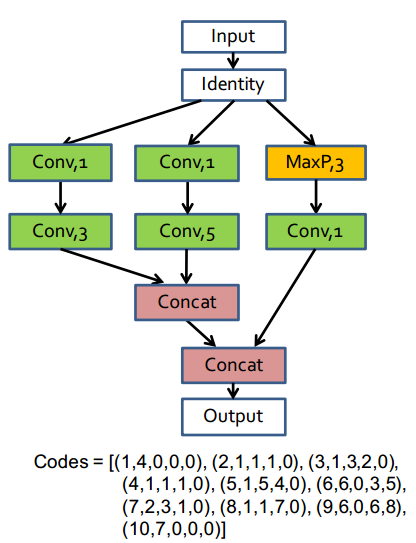 Input
Identity
Conv,1 Conv,1 MaxP,3
Conv,3 Conv,5 Conv,1
Concat
Concat
Output
Codes = [(1,4,0,0,0), (2,1,1,1,0), (3,1,3,2,0),
(4,1,1,1,0), (5,1,5,4,0), (6,6,0,3,5),
(7,2,3,1,0), (8,1,1,7,0), (9,6,0,6,8),
(10,7,0,0,0)]